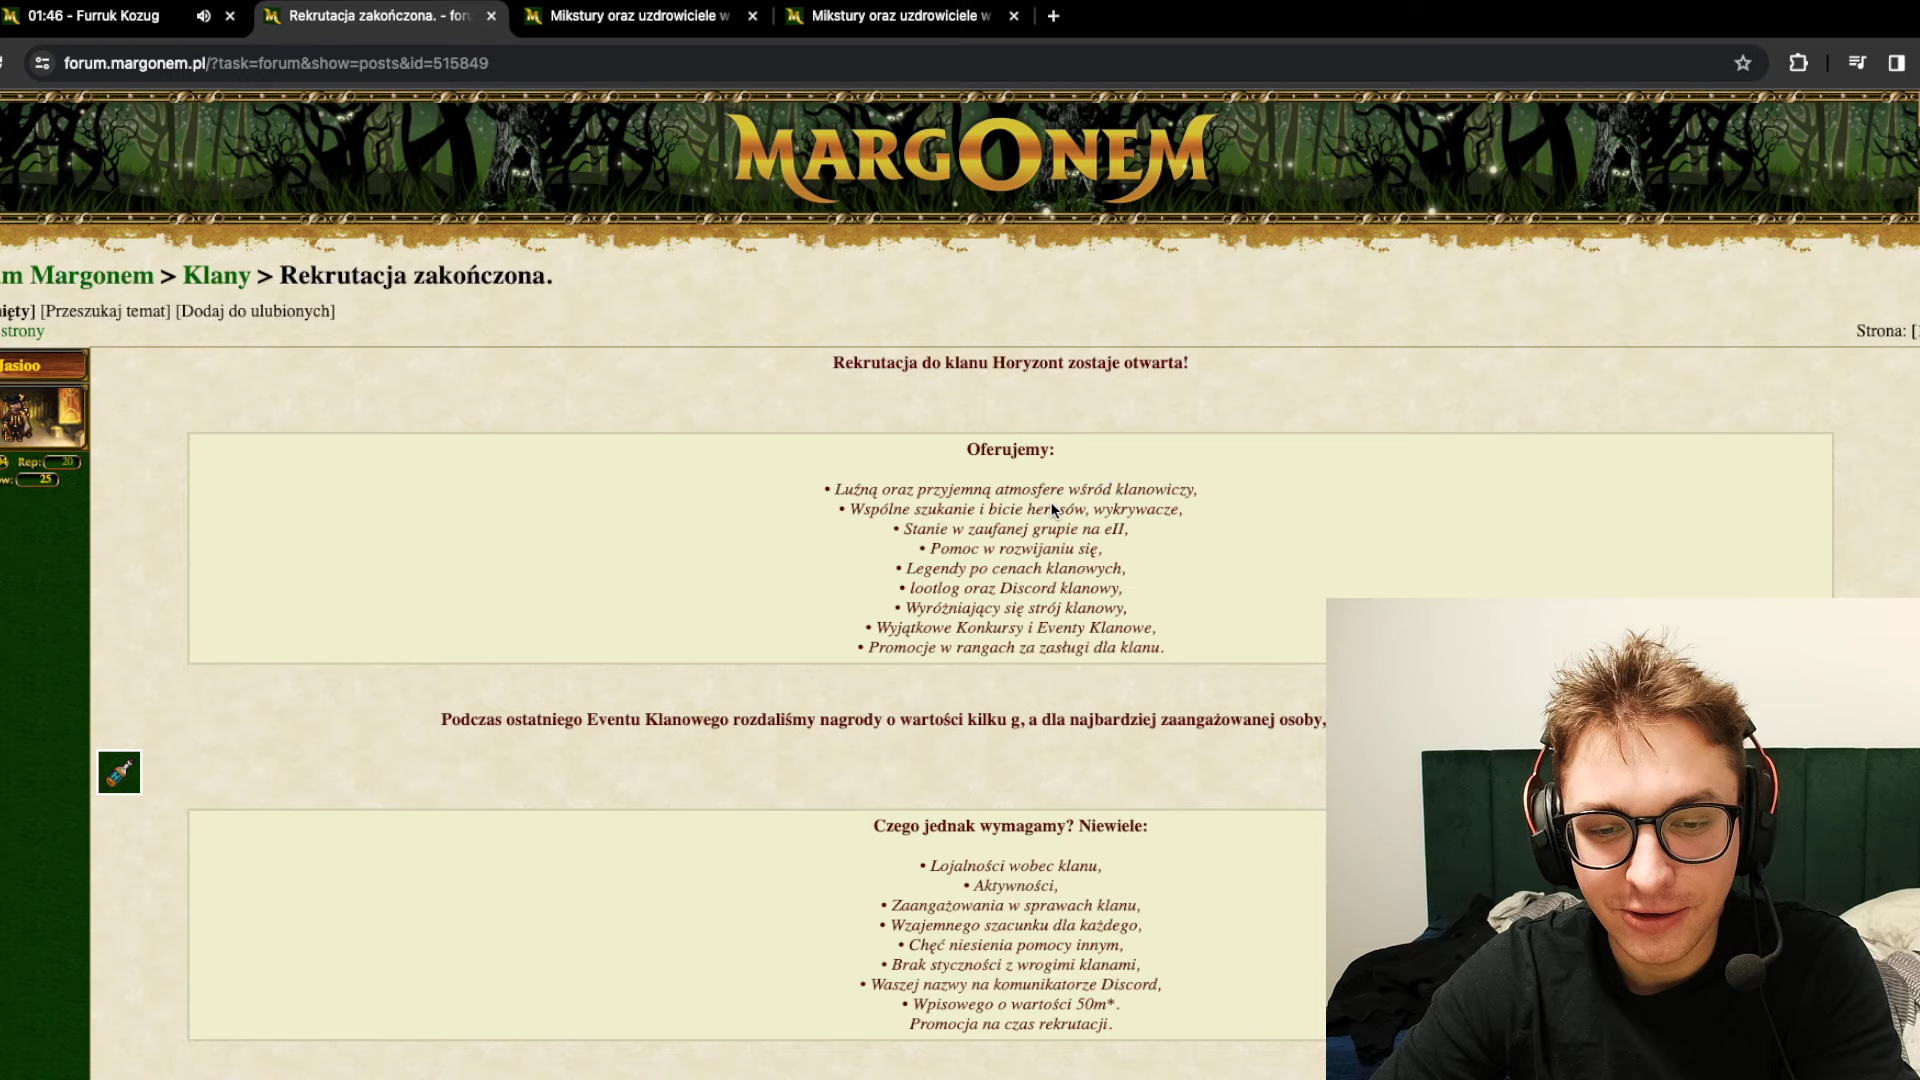 01:46 - Furruk Kozug
Rekrutacja zakończona. - for
Mikstury oraz uzdrowiciele w
Mikstury oraz uzdrowiciele w
forum.margonem.pl/?task=forum&show=posts&id=515849
MARGONEM
m Margonem > Klany > Rekrutacja zakończona.
ięty] [Przeszukaj temat] [Dodaj do ulubionych]
strony
Strona: [
Jasioo
Rep: 20
25
Rekrutacja do klanu Horyzont zostaje otwarta!
Oferujemy:
• Luźną oraz przyjemną atmosfere wśród klanowiczy,
• Wspólne szukanie i bicie herosów, wykrywacze,
• Stanie w zaufanej grupie na eII,
• Pomoc w rozwijaniu się,
• Legendy po cenach klanowych,
• lootlog oraz Discord klanowy,
• Wyróżniający się strój klanowy,
• Wyjątkowe Konkursy i Eventy Klanowe,
• Promocje w rangach za zasługi dla klanu.
Podczas ostatniego Eventu Klanowego rozdaliśmy nagrody o wartości kilku g, a dla najbardziej zaangażowanej osoby,
Czego jednak wymagamy? Niewiele:
• Lojalności wobec klanu,
• Aktywności,
• Zaangażowania w sprawach klanu,
• Wzajemnego szacunku dla każdego,
• Chęć niesienia pomocy innym,
• Brak styczności z wrogimi klanami,
• Waszej nazwy na komunikatorze Discord,
• Wpisowego o wartości 50m*.
Promocja na czas rekrutacji.